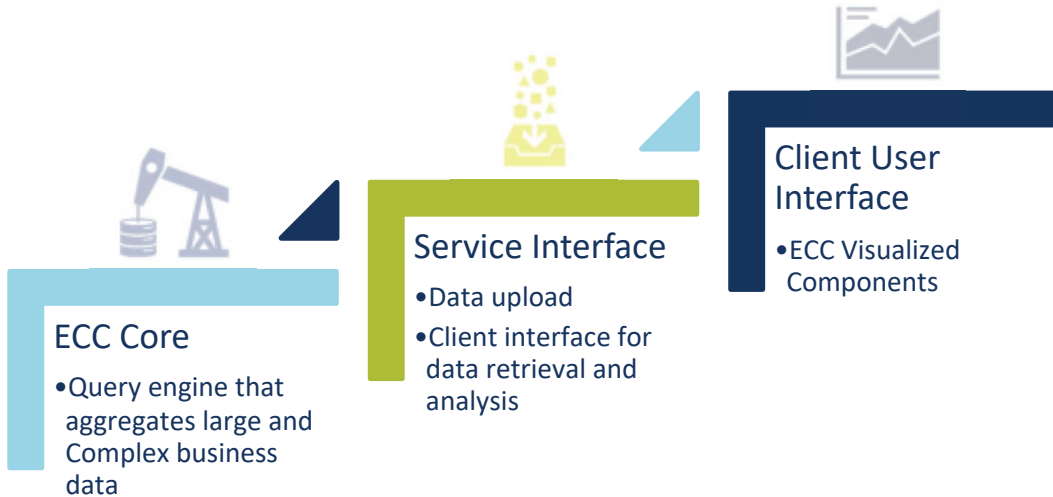 ECC Core
•Query engine that
aggregates large and
Complex business
data
Service Interface
•Data upload
•Client interface for
data retrieval and
analysis
Client User
Interface
•ECC Visualized
Components